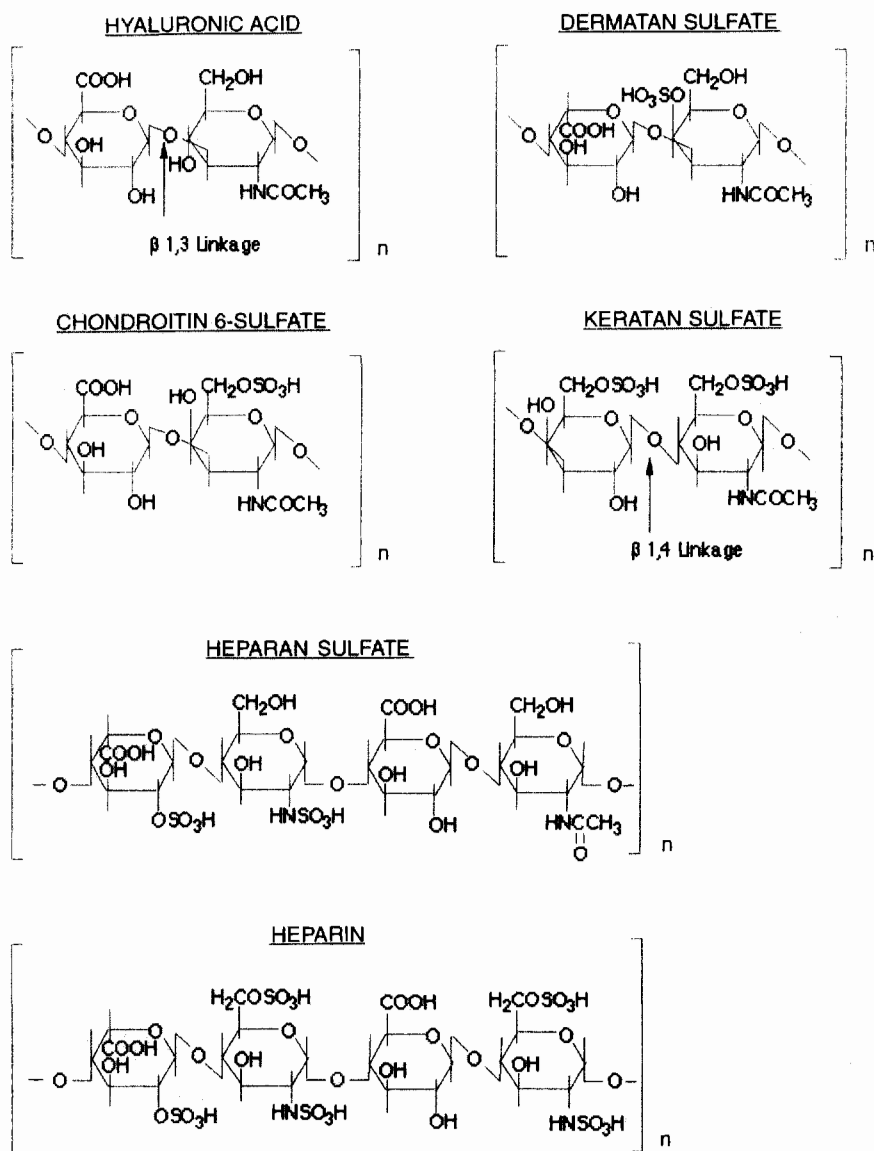 HYALURONIC ACID
COOH CH₂OH
O O
O OH O HO O
OH HNCOCH₃
β 1,3 Linkage
n
DERMATAN SULFATE
CH₂OH
HO₃SO
O O
O COOH O O
OH
OH HNCOCH₃
n
CHONDROITIN 6-SULFATE
COOH CH₂OSO₃H
HO
O O
O OH O O
OH HNCOCH₃
n
KERATAN SULFATE
CH₂OSO₃H CH₂OSO₃H
HO
O O
O O OH O
OH HNCOCH₃
β 1,4 Linkage
n
HEPARAN SULFATE
CH₂OH COOH CH₂OH
O O O O
COOH O OH O OH O OH
O OH O
OSO₃H HNSO₃H OH HNCCH₃
O
n
HEPARIN
H₂COSO₃H COOH H₂COSO₃H
O O O O
COOH O OH O OH O OH
O OH O
OSO₃H HNSO₃H OH HNSO₃H
n